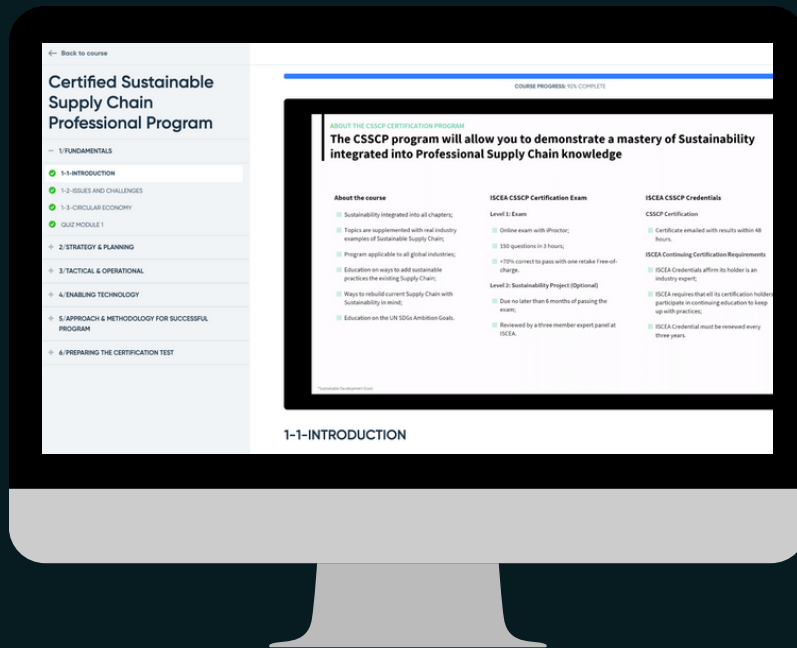 ← Back to course
Certified Sustainable
Supply Chain
Professional Program
1/FUNDAMENTALS
1-1-INTRODUCTION
1-2-ISSUES AND CHALLENGES
1-3-CIRCULAR ECONOMY
QUIZ MODULE 1
2/STRATEGY & PLANNING
3/TACTICAL & OPERATIONAL
4/ENABLING TECHNOLOGY
5/APPROACH & METHODOLOGY FOR SUCCESSFUL
PROGRAM
6/PREPARING THE CERTIFICATION TEST
COURSE PROGRESS: 92% COMPLETE
ABOUT THE CSSCP CERTIFICATION PROGRAM
The CSSCP program will allow you to demonstrate a mastery of Sustainability
integrated into Professional Supply Chain knowledge
About the course
Sustainability integrated into all chapters;
Topics are supplemented with real industry
examples of Sustainable Supply Chain;
Program applicable to all global industries;
Education on ways to add sustainable
practices the existing Supply Chain;
Ways to rebuild current Supply Chain with
Sustainability in mind;
Education on the UN SDGs Ambition Goals.
ISCEA CSSCP Certification Exam
Level 1: Exam
Online exam with iProctor;
150 questions in 3 hours;
+70% correct to pass with one retake Free-of-
charge.
Level 2: Sustainability Project (Optional)
Due no later than 6 months of passing the
exam;
Reviewed by a three member expert panel at
ISCEA.
ISCEA CSSCP Credentials
CSSCP Certification
Certificate emailed with results within 48
hours.
ISCEA Continuing Certification Requirements
ISCEA Credentials affirm its holder is an
industry expert;
ISCEA requires that all its certification holders
participate in continuing education to keep
up with practices;
ISCEA Credential must be renewed every
three years.
*Sustainable Development Goals
1-1-INTRODUCTION